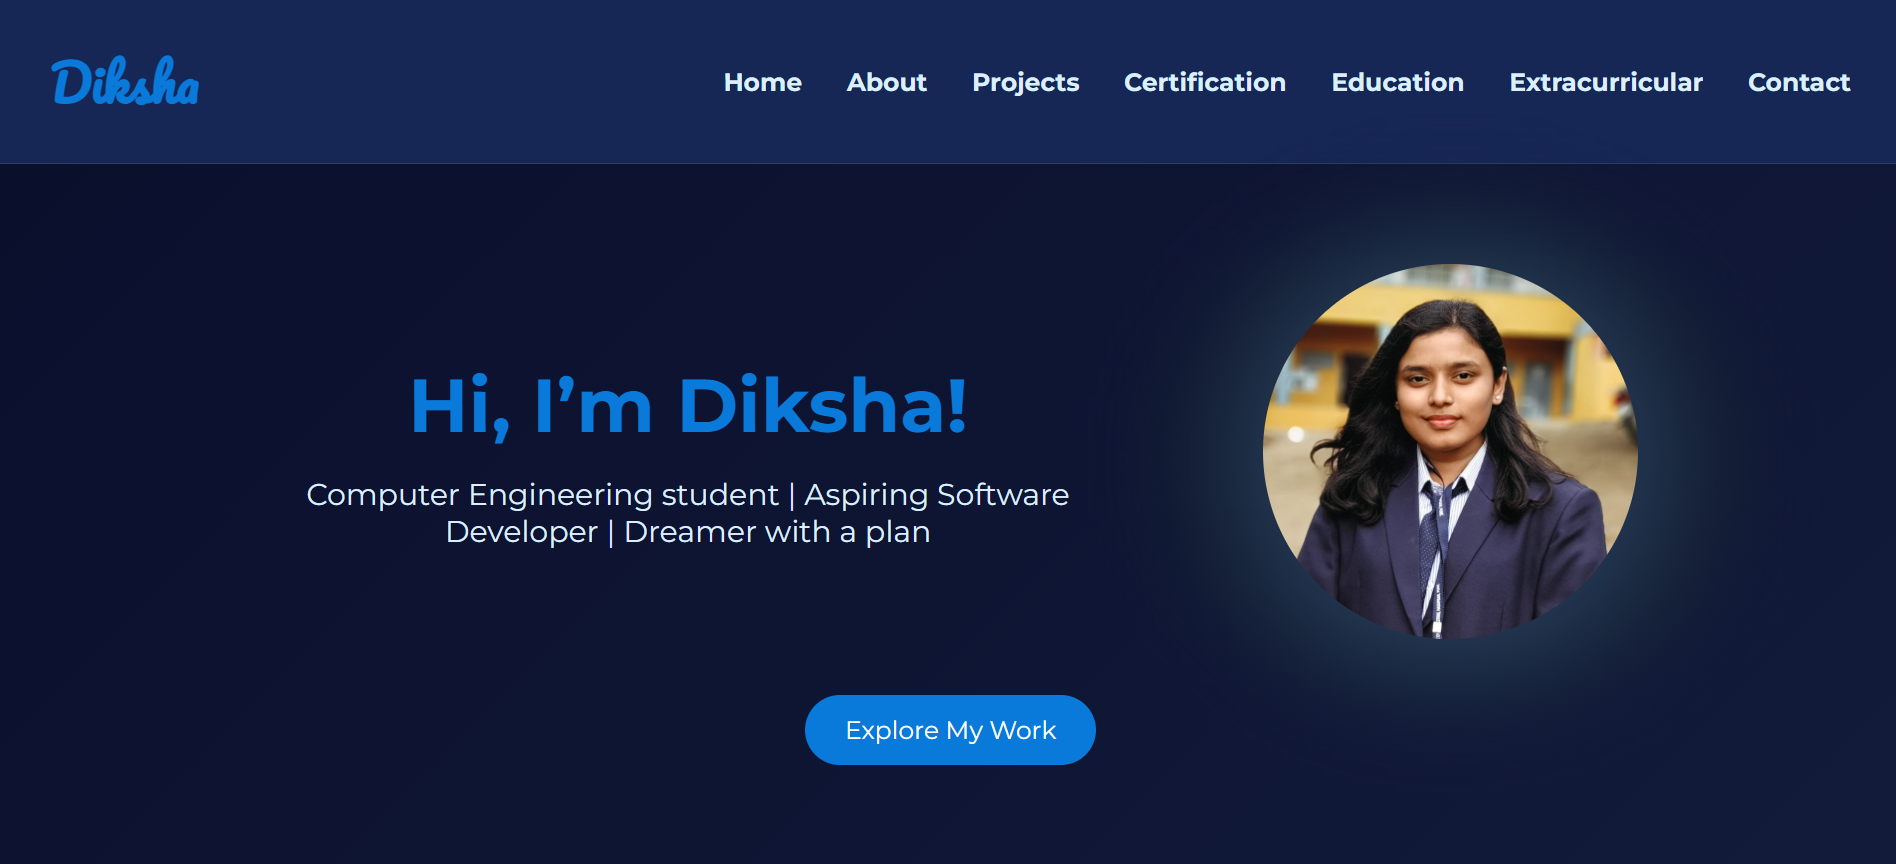 Diksha
Home About Projects Certification Education Extracurricular Contact
Hi, I’m Diksha!
Computer Engineering student | Aspiring Software
Developer | Dreamer with a plan
Explore My Work